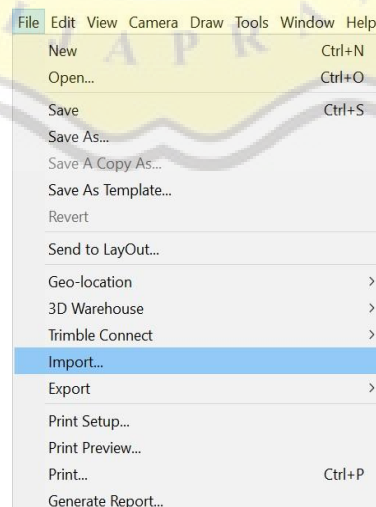 File Edit View Camera Draw Tools Window Help
New Ctrl+N
Open... Ctrl+O
Save Ctrl+S
Save As...
Save A Copy As...
Save As Template...
Revert
Send to LayOut...
Geo-location >
3D Warehouse >
Trimble Connect >
Import...
Export >
Print Setup...
Print Preview...
Print... Ctrl+P
Generate Report...